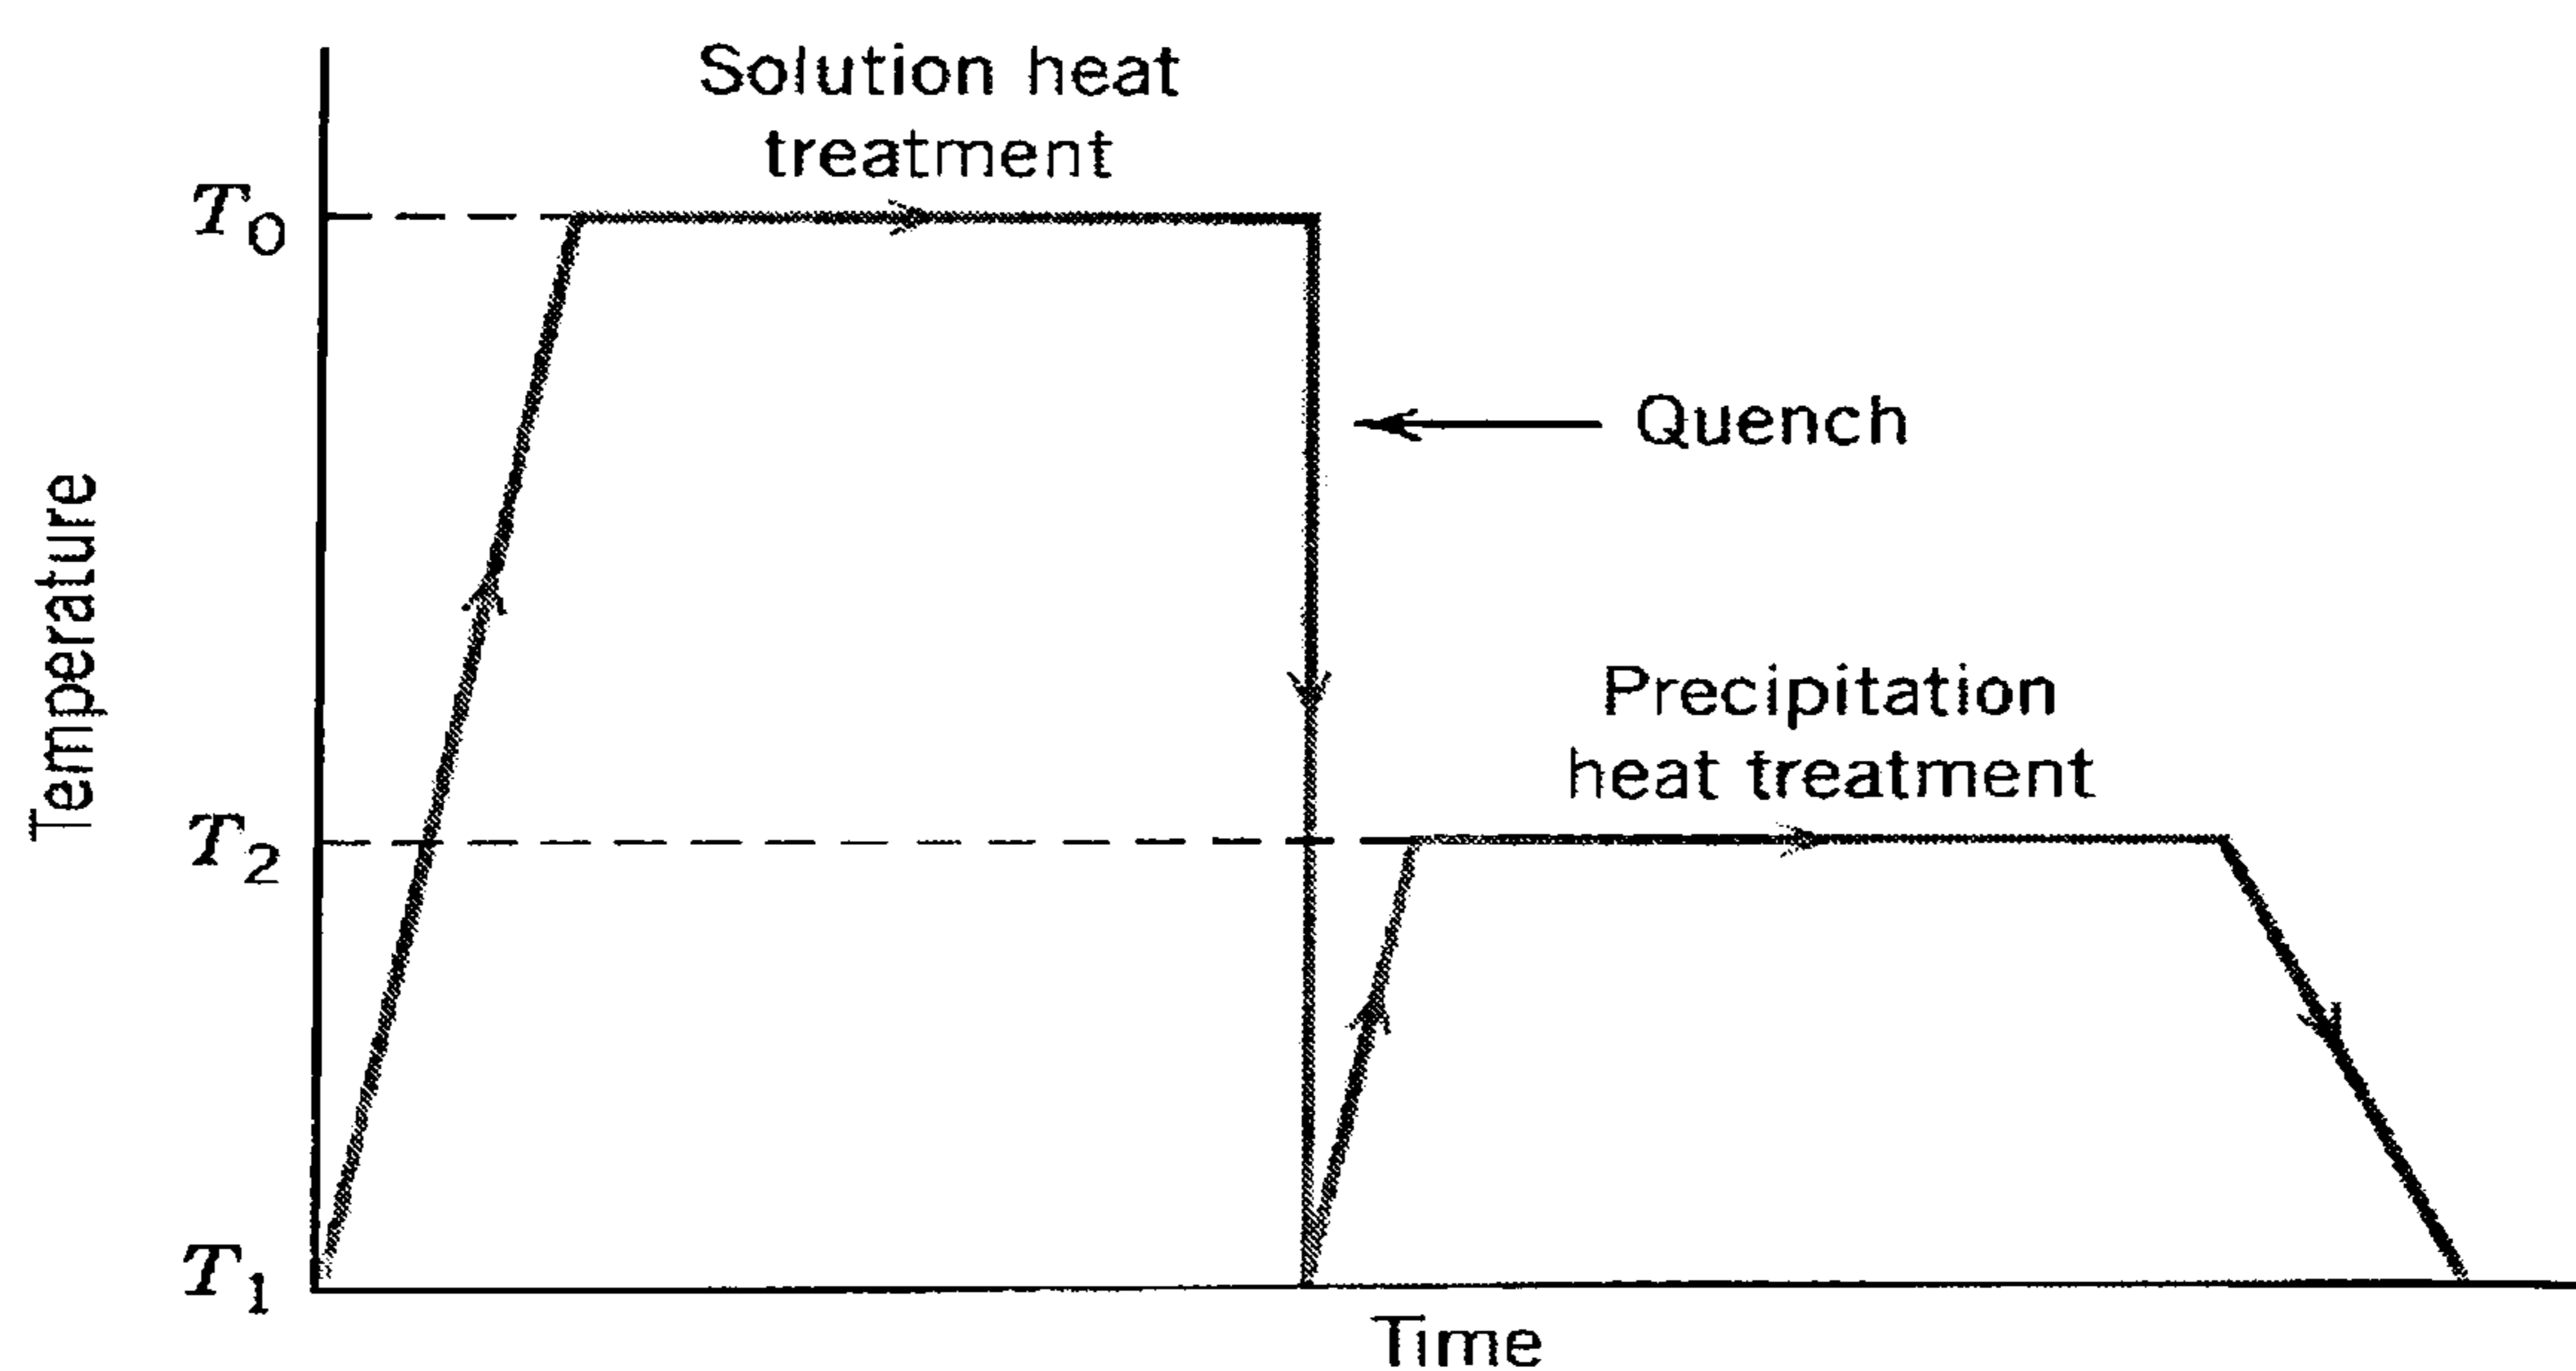 Solution heat
treatment
T₀
Quench
Temperature
Precipitation
heat treatment
T₂
T₁
Time